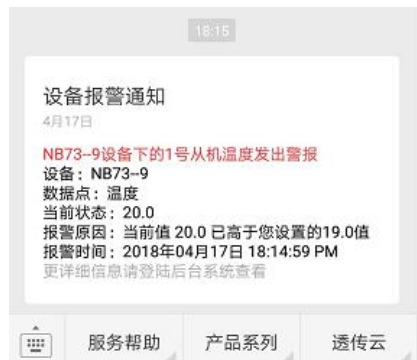 18:15
设备报警通知
4月17日
NB73--9设备下的1号从机温度发出警报
设备：NB73--9
数据点：温度
当前状态：20.0
报警原因：当前值 20.0 已高于您设置的19.0值
报警时间：2018年04月17日 18:14:59 PM
更详细信息请登陆后台系统查看
服务帮助 产品系列 透传云